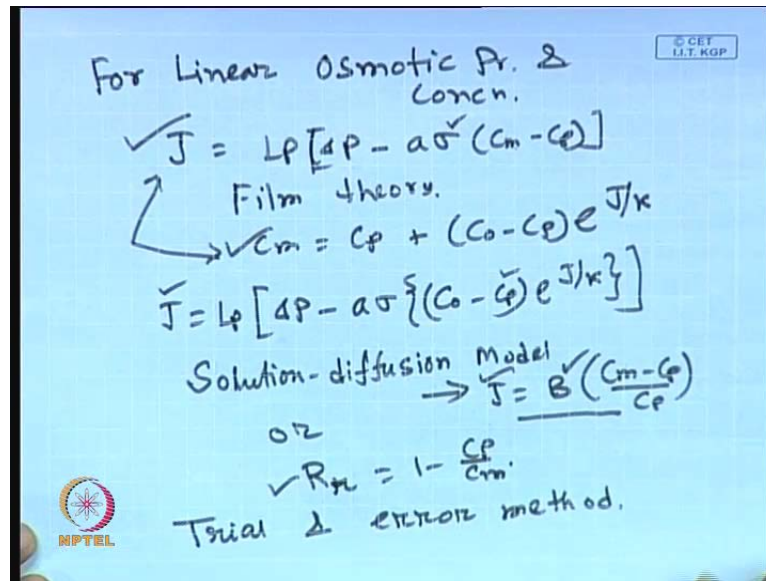 © CET
I.I.T. KGP
For Linear Osmotic Pr. &
Concn.
✓J = LP [ΔP - aσ✓ (Cm - Cp)]
Film theory.
✓Cm = Cp + (Co - Cp) e^J/k
✓J = Lp [ΔP - aσ {(Co - Cp) e^J/k}]
Solution-diffusion Model
→ J = B✓ (Cm - Cp / Cp)
or
✓Rr = 1 - Cp/Cm.
Trial & error method.
NPTEL